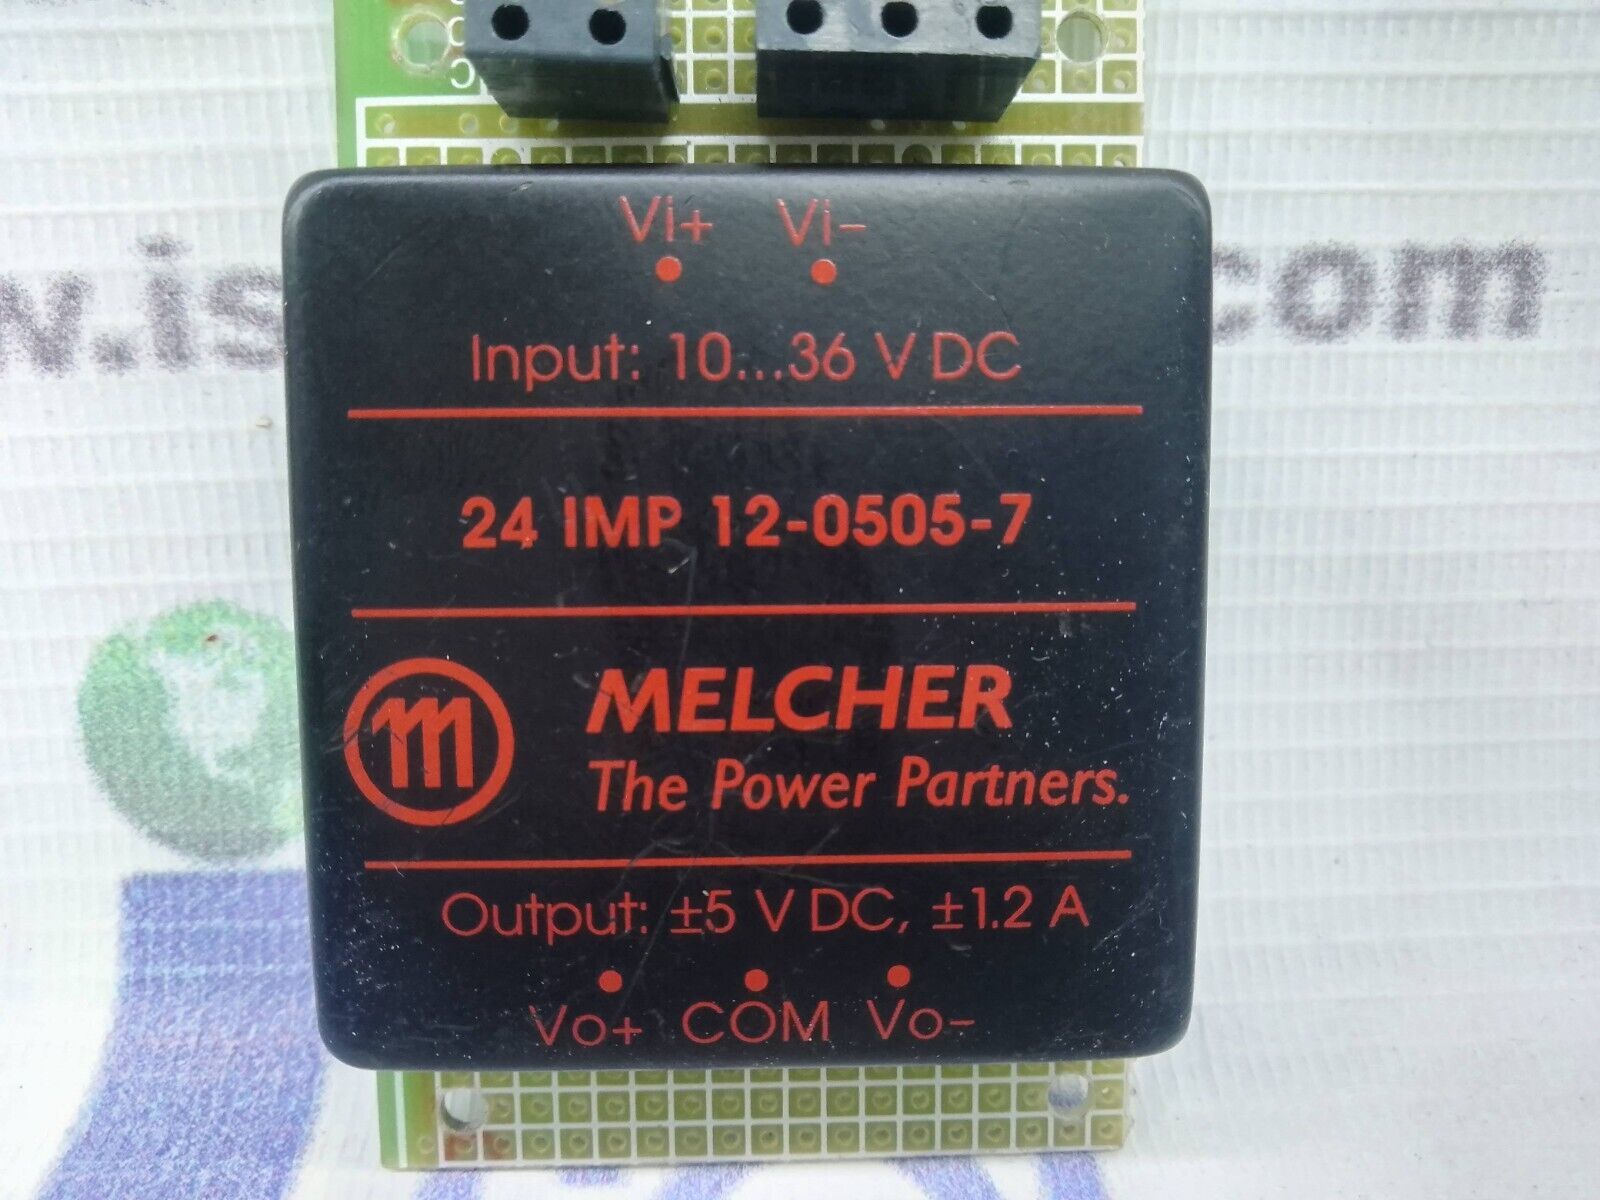 Vi+ Vi-
Input: 10...36 V DC
24 IMP 12-0505-7
m MELCHER
The Power Partners.
Output: ±5 V DC, ±1.2 A
Vo+ COM Vo-